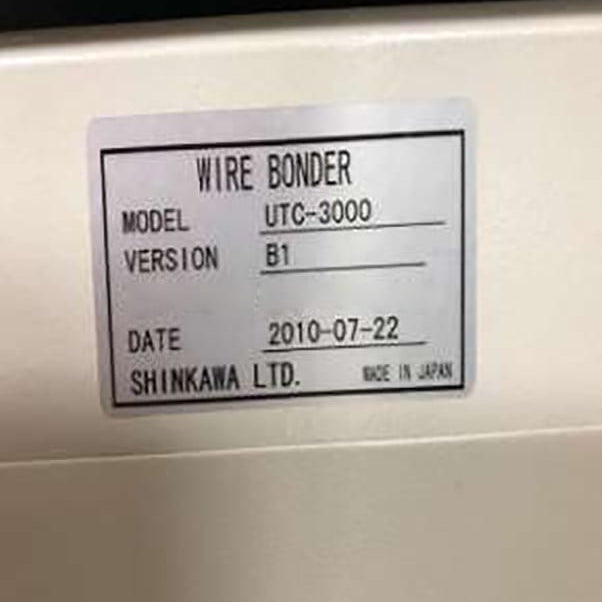 WIRE BONDER
MODEL UTC-3000
VERSION B1
DATE 2010-07-22
SHINKAWA LTD. MADE IN JAPAN